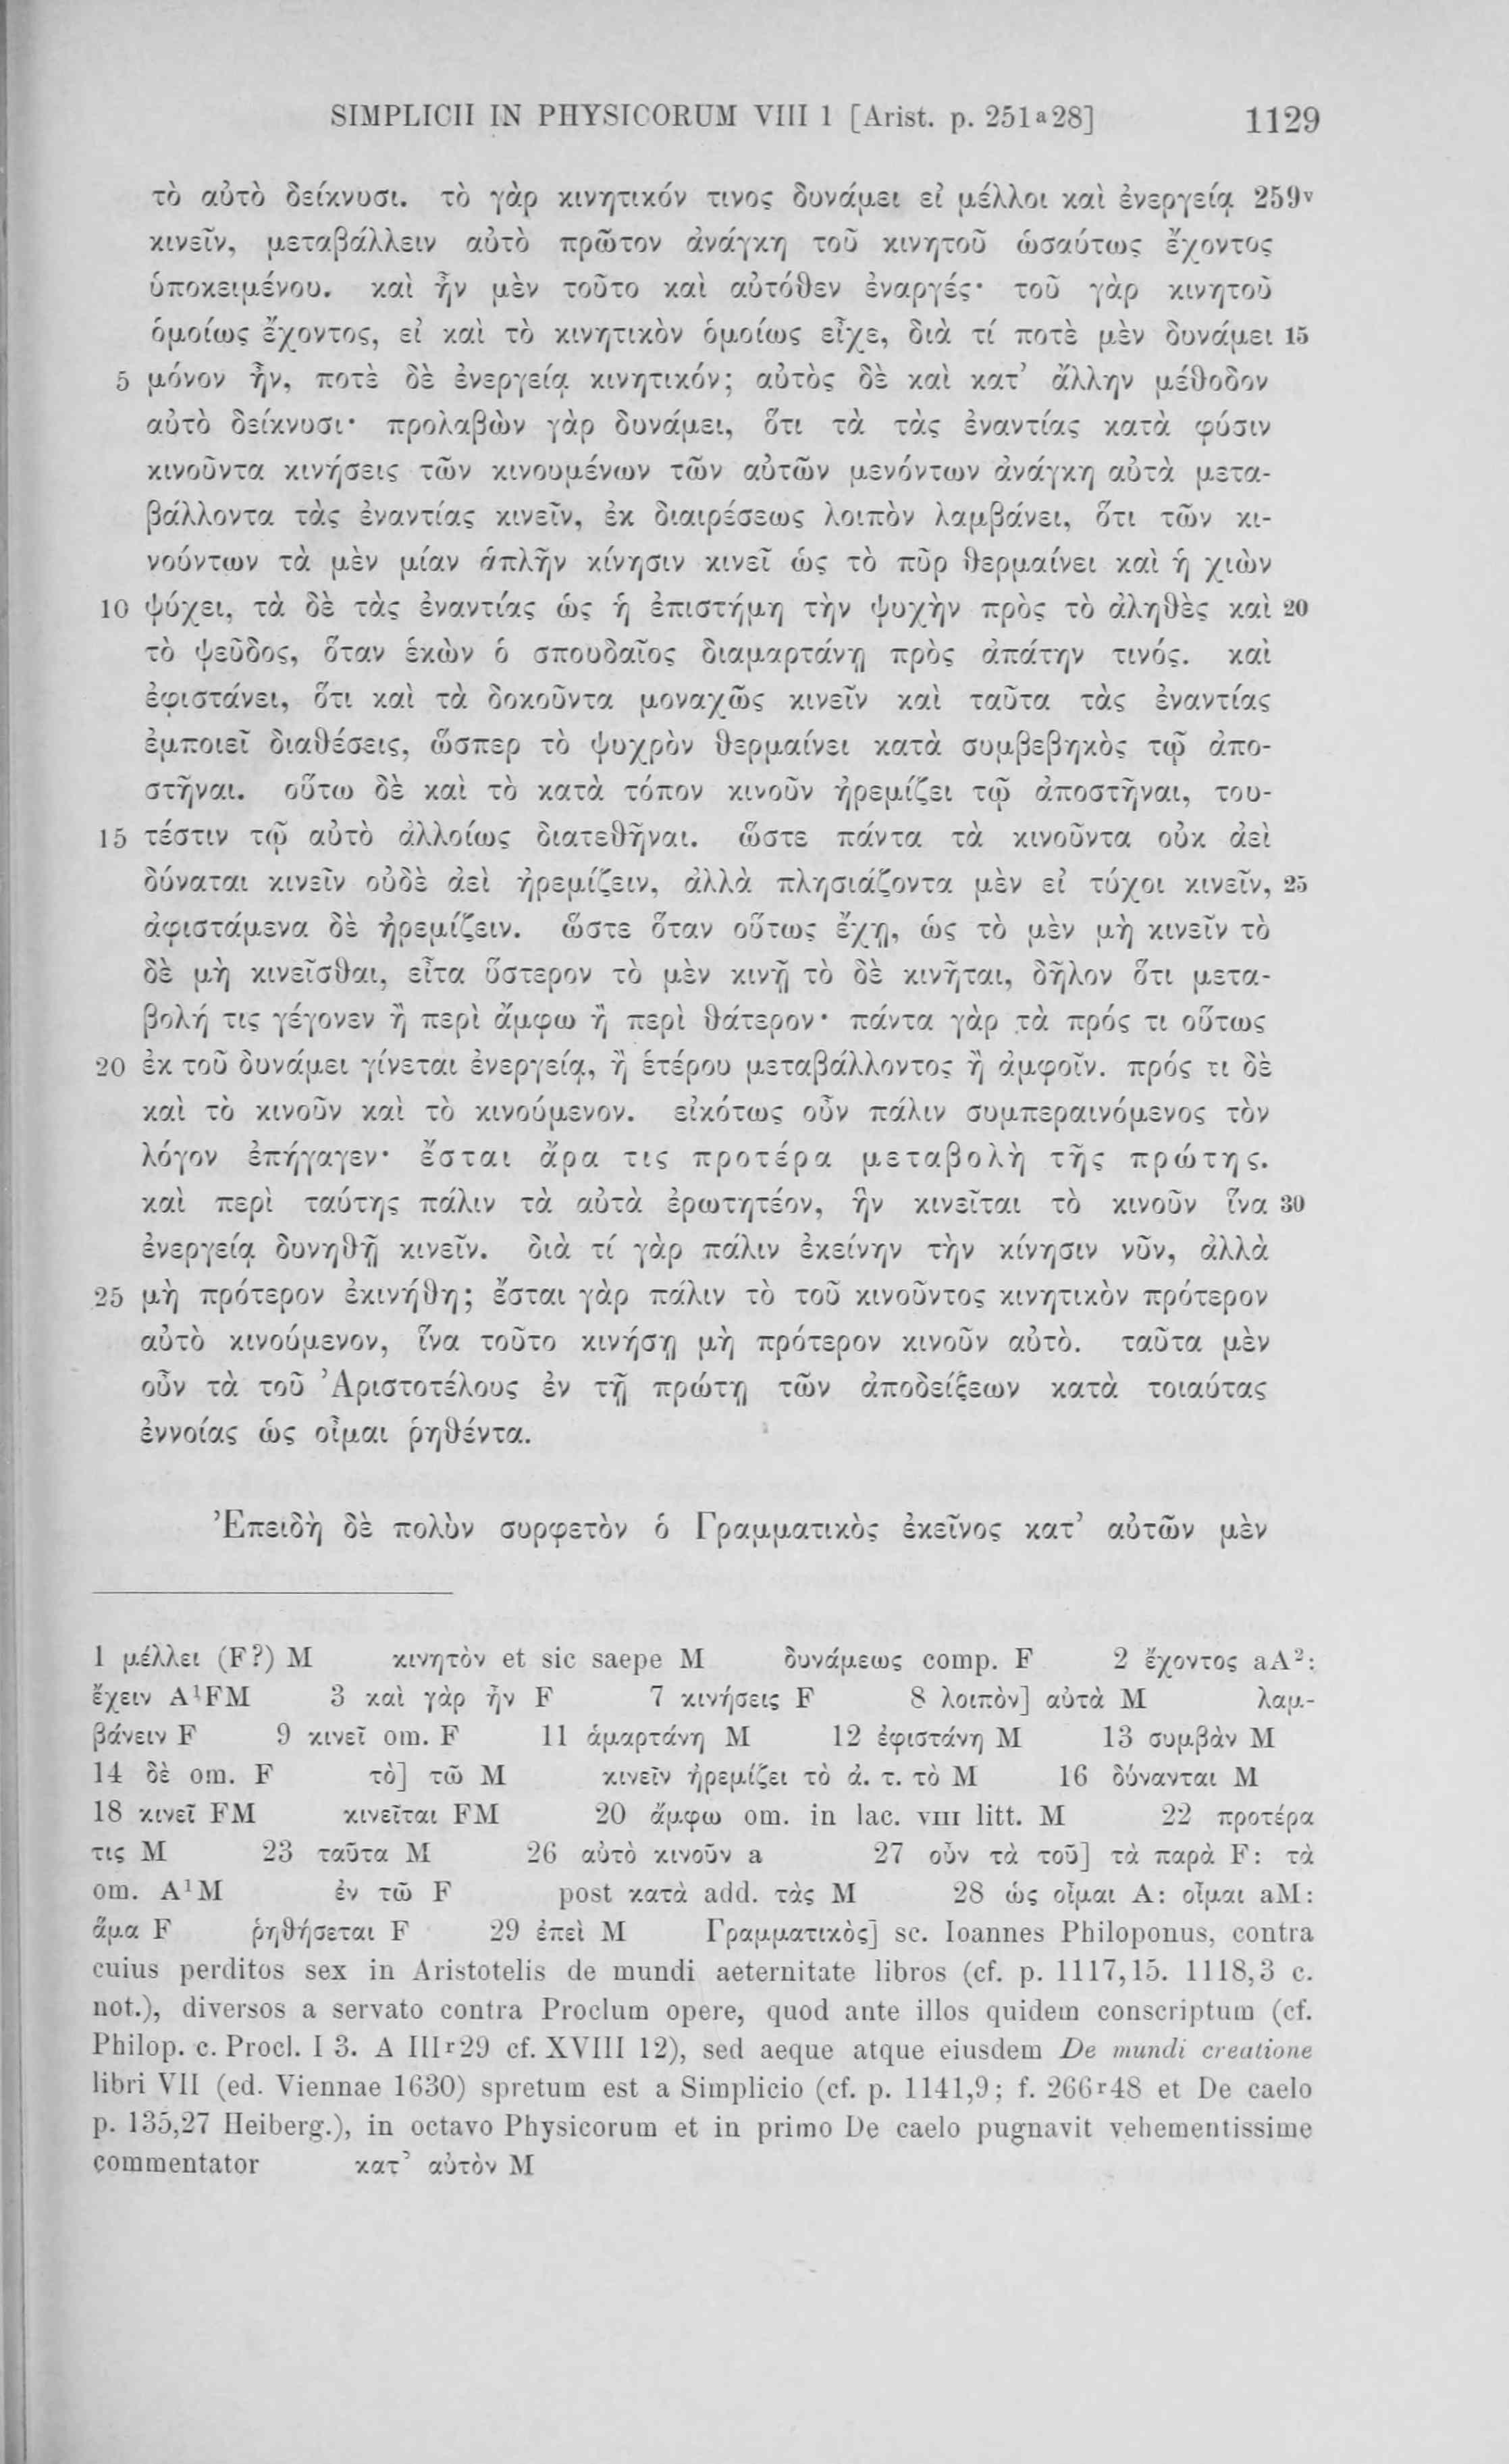 SIMPLICII IN PHYSICORUM VIII 1 [Arist. p. 251ª28] 1129
τὸ αὐτὸ δείκνυσι. τὸ γὰρ κινητικόν τινος δυνάμει εἰ μέλλοι καὶ ἐνεργείᾳ 259ᵛ
κινεῖν, μεταβάλλειν αὐτὸ πρῶτον ἀνάγκη τοῦ κινητοῦ ὡσαύτως ἔχοντος
ὑποκειμένου. καὶ ἦν μὲν τοῦτο καὶ αὐτόθεν ἐναργές· τοῦ γὰρ κινητοῦ
ὁμοίως ἔχοντος, εἰ καὶ τὸ κινητικὸν ὁμοίως εἶχε, διὰ τί ποτὲ μὲν δυνάμει 15
5 μόνον ἦν, ποτὲ δὲ ἐνεργείᾳ κινητικόν; αὐτὸς δὲ καὶ κατ' ἄλλην μέθοδον
αὐτὸ δείκνυσι· προλαβὼν γὰρ δυνάμει, ὅτι τὰ τὰς ἐναντίας κατὰ φύσιν
κινοῦντα κινήσεις τῶν κινουμένων τῶν αὐτῶν μενόντων ἀνάγκη αὐτὰ μετα-
βάλλοντα τὰς ἐναντίας κινεῖν, ἐκ διαιρέσεως λοιπὸν λαμβάνει, ὅτι τῶν κι-
νούντων τὰ μὲν μίαν ἁπλῆν κίνησιν κινεῖ ὡς τὸ πῦρ θερμαίνει καὶ ἡ χιὼν
10 ψύχει, τὰ δὲ τὰς ἐναντίας ὡς ἡ ἐπιστήμη τὴν ψυχὴν πρὸς τὸ ἀληθὲς καὶ 20
τὸ ψεῦδος, ὅταν ἑκὼν ὁ σπουδαῖος διαμαρτάνῃ πρὸς ἀπάτην τινός. καὶ
ἐφιστάνει, ὅτι καὶ τὰ δοκοῦντα μοναχῶς κινεῖν καὶ ταῦτα τὰς ἐναντίας
ἐμποιεῖ διαθέσεις, ὥσπερ τὸ ψυχρὸν θερμαίνει κατὰ συμβεβηκὸς τῷ ἀπο-
στῆναι. οὕτω δὲ καὶ τὸ κατὰ τόπον κινοῦν ἠρεμίζει τῷ ἀποστῆναι, του-
15 τέστιν τῷ αὐτὸ ἀλλοίως διατεθῆναι. ὥστε πάντα τὰ κινοῦντα οὐκ ἀεὶ
δύναται κινεῖν οὐδὲ ἀεὶ ἠρεμίζειν, ἀλλὰ πλησιάζοντα μὲν εἰ τύχοι κινεῖν, 25
ἀφιστάμενα δὲ ἠρεμίζειν. ὥστε ὅταν οὕτως ἔχῃ, ὡς τὸ μὲν μὴ κινεῖν τὸ
δὲ μὴ κινεῖσθαι, εἶτα ὕστερον τὸ μὲν κινῇ τὸ δὲ κινῆται, δῆλον ὅτι μετα-
βολή τις γέγονεν ἢ περὶ ἄμφω ἢ περὶ θάτερον· πάντα γὰρ τὰ πρός τι οὕτως
20 ἐκ τοῦ δυνάμει γίνεται ἐνεργείᾳ, ἢ ἑτέρου μεταβάλλοντος ἢ ἀμφοῖν. πρός τι δὲ
καὶ τὸ κινοῦν καὶ τὸ κινούμενον. εἰκότως οὖν πάλιν συμπεραινόμενος τὸν
λόγον ἐπήγαγεν· ἔσται ἄρα τις προτέρα μεταβολὴ τῆς πρώτης.
καὶ περὶ ταύτης πάλιν τὰ αὐτὰ ἐρωτητέον, ἣν κινεῖται τὸ κινοῦν ἵνα 30
ἐνεργείᾳ δυνηθῇ κινεῖν. διὰ τί γὰρ πάλιν ἐκείνην τὴν κίνησιν νῦν, ἀλλὰ
25 μὴ πρότερον ἐκινήθη; ἔσται γὰρ πάλιν τὸ τοῦ κινοῦντος κινητικὸν πρότερον
αὐτὸ κινούμενον, ἵνα τοῦτο κινήσῃ μὴ πρότερον κινοῦν αὐτό. ταῦτα μὲν
οὖν τὰ τοῦ Ἀριστοτέλους ἐν τῇ πρώτῃ τῶν ἀποδείξεων κατὰ τοιαύτας
ἐννοίας ὡς οἶμαι ῥηθέντα.
Ἐπειδὴ δὲ πολὺν συρφετὸν ὁ Γραμματικὸς ἐκεῖνος κατ' αὐτῶν μὲν
1 μέλλει (F?) M κινητὸν et sic saepe M δυνάμεως comp. F 2 ἔχοντος aA²:
ἔχειν A¹FM 3 καὶ γὰρ ἦν F 7 κινήσεις F 8 λοιπὸν] αὐτὰ M λαμ-
βάνειν F 9 κινεῖ om. F 11 ἁμαρτάνη M 12 ἐφιστάνη M 13 συμβὰν M
14 δὲ om. F τὸ] τῶ M κινεῖν ἠρεμίζει τὸ ἀ. τ. τὸ M 16 δύνανται M
18 κινεῖ FM κινεῖται FM 20 ἄμφω om. in lac. VIII litt. M 22 προτέρα
τις M 23 ταῦτα M 26 αὐτὸ κινοῦν a 27 οὖν τὰ τοῦ] τὰ παρὰ F: τὰ
om. A¹M ἐν τῶ F post κατὰ add. τὰς M 28 ὡς οἶμαι A: οἶμαι aM:
ἅμα F ῥηθήσεται F 29 ἐπεὶ M Γραμματικὸς] sc. Ioannes Philoponus, contra
cuius perditos sex in Aristotelis de mundi aeternitate libros (cf. p. 1117,15. 1118,3 c.
not.), diversos a servato contra Proclum opere, quod ante illos quidem conscriptum (cf.
Philop. c. Procl. I 3. A IIIʳ29 cf. XVIII 12), sed aeque atque eiusdem De mundi creatione
libri VII (ed. Viennae 1630) spretum est a Simplicio (cf. p. 1141,9; f. 266ʳ48 et De caelo
p. 135,27 Heiberg.), in octavo Physicorum et in primo De caelo pugnavit vehementissime
commentator κατ' αὐτὸν M